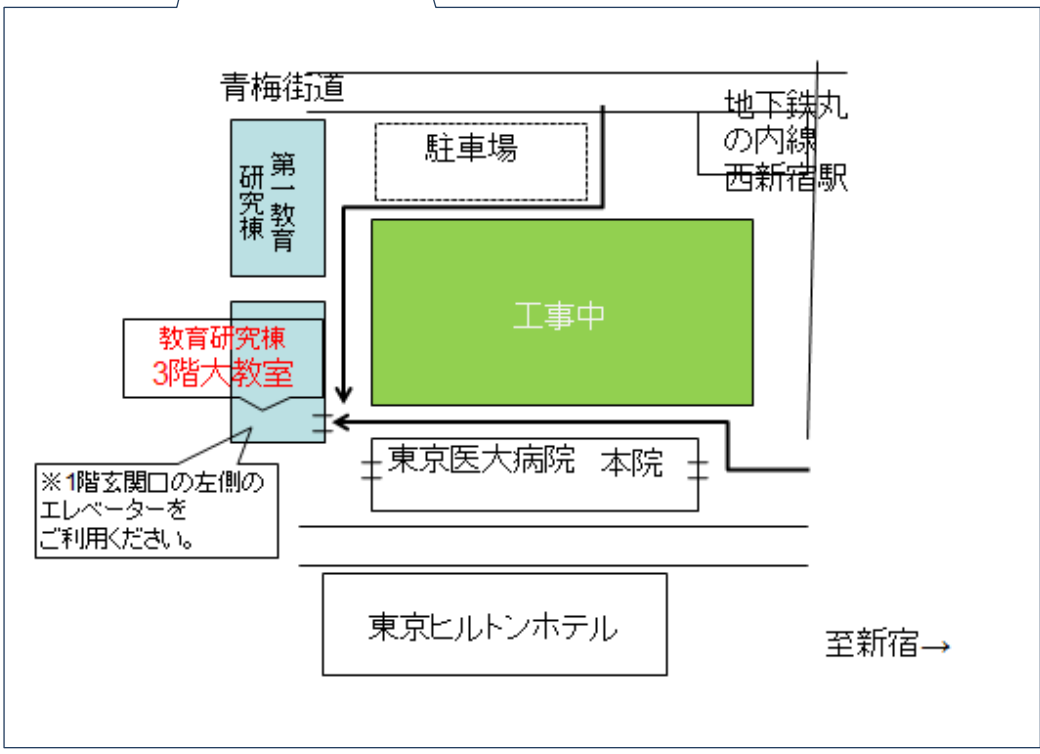 青梅街道
地下鉄丸
の内線
西新宿駅
駐車場
第一教育
研究棟
工事中
教育研究棟
3階大教室
東京医大病院 本院
※1階玄関口の左側の
エレベーターを
ご利用ください。
東京ヒルトンホテル
至新宿→